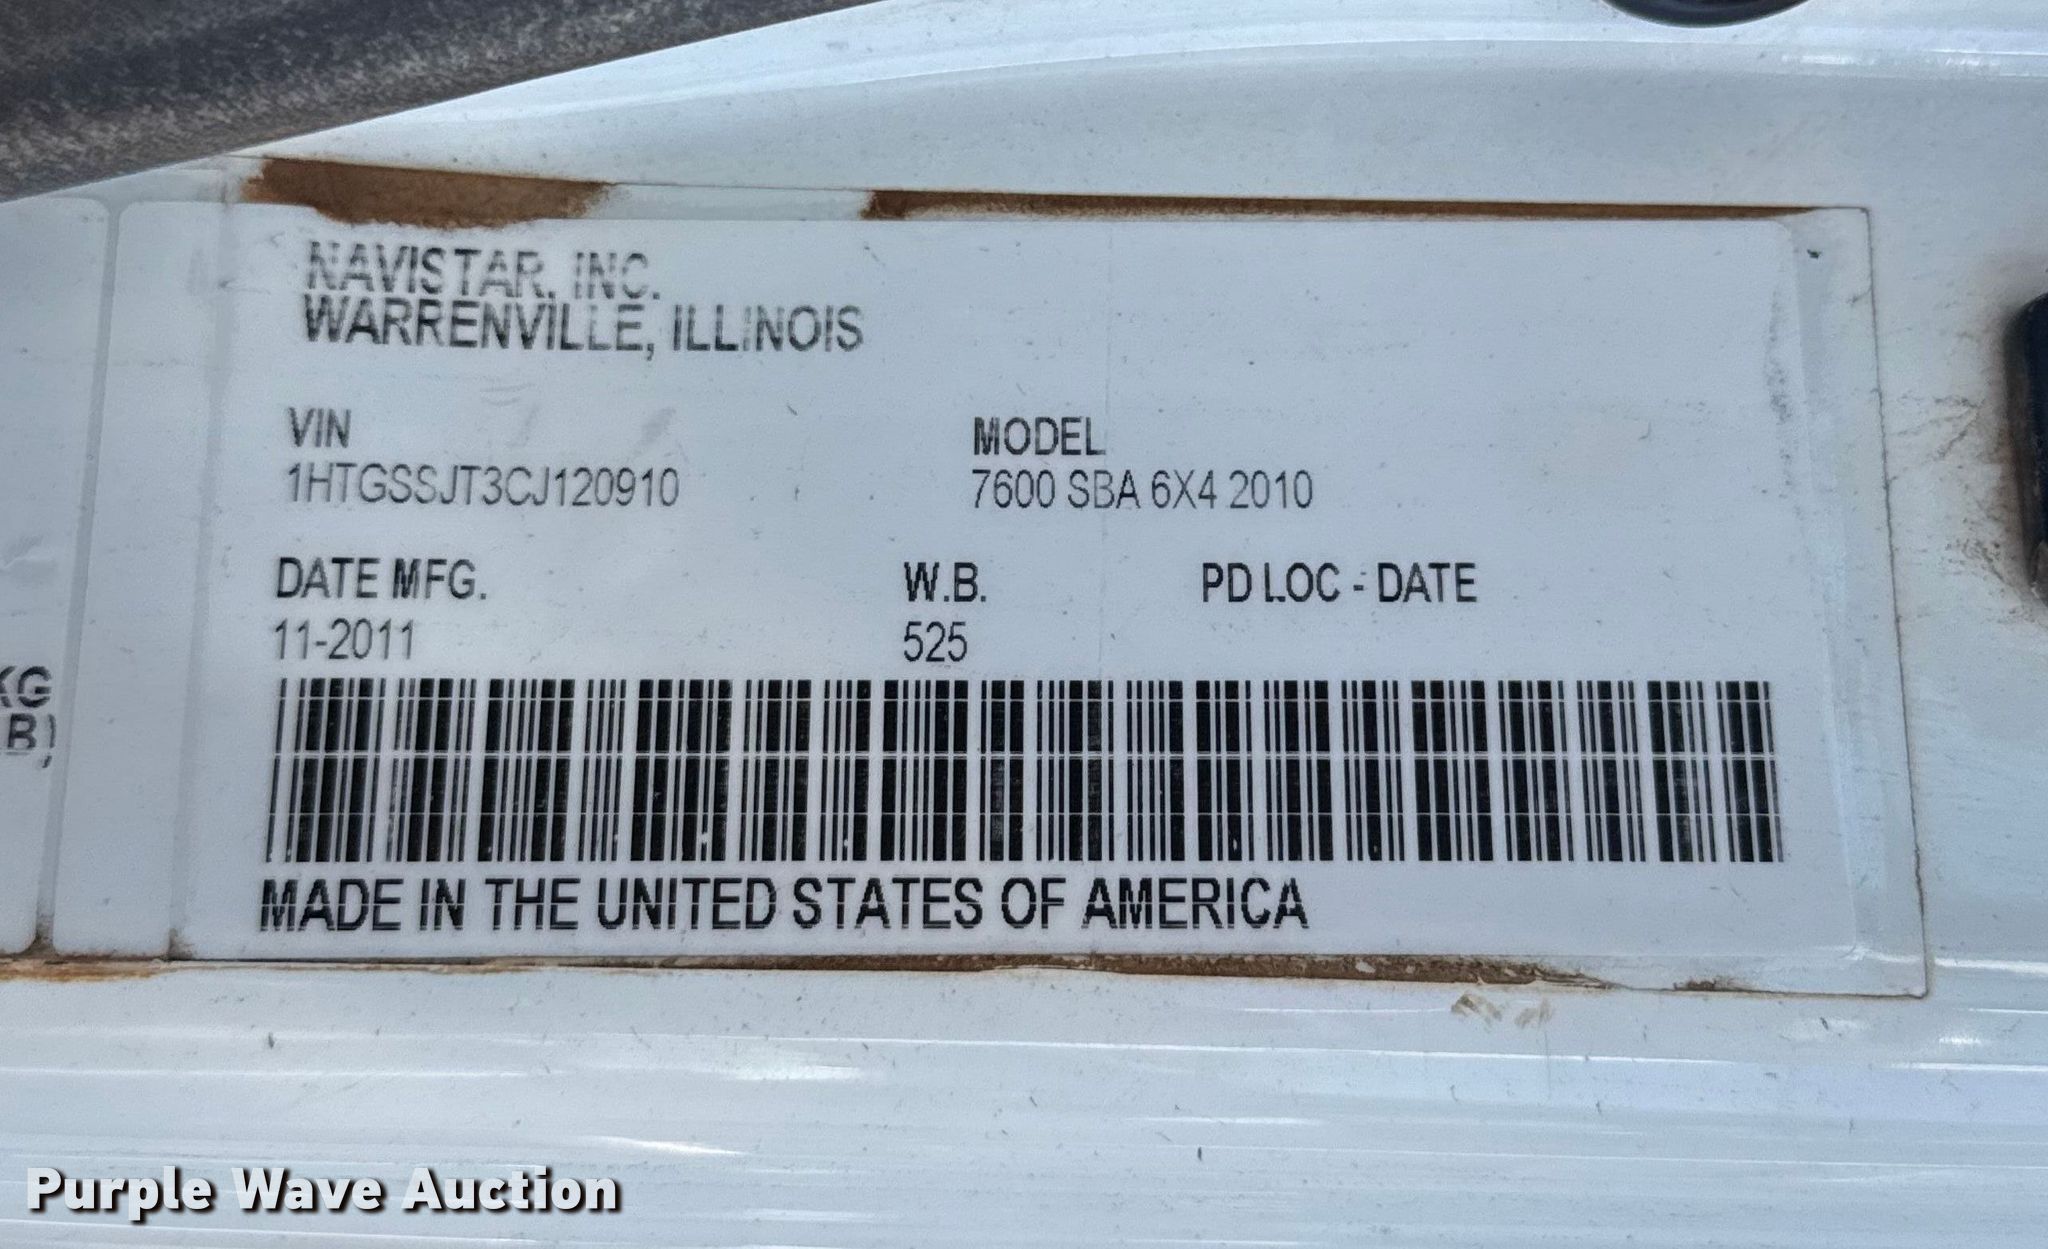 NAVISTAR, INC.
WARRENVILLE, ILLINOIS
VIN
1HTGSSJT3CJ120910
MODEL
7600 SBA 6X4 2010
DATE MFG.
11-2011
W.B.
525
PD LOC - DATE
MADE IN THE UNITED STATES OF AMERICA
KG
B)
Purple Wave Auction